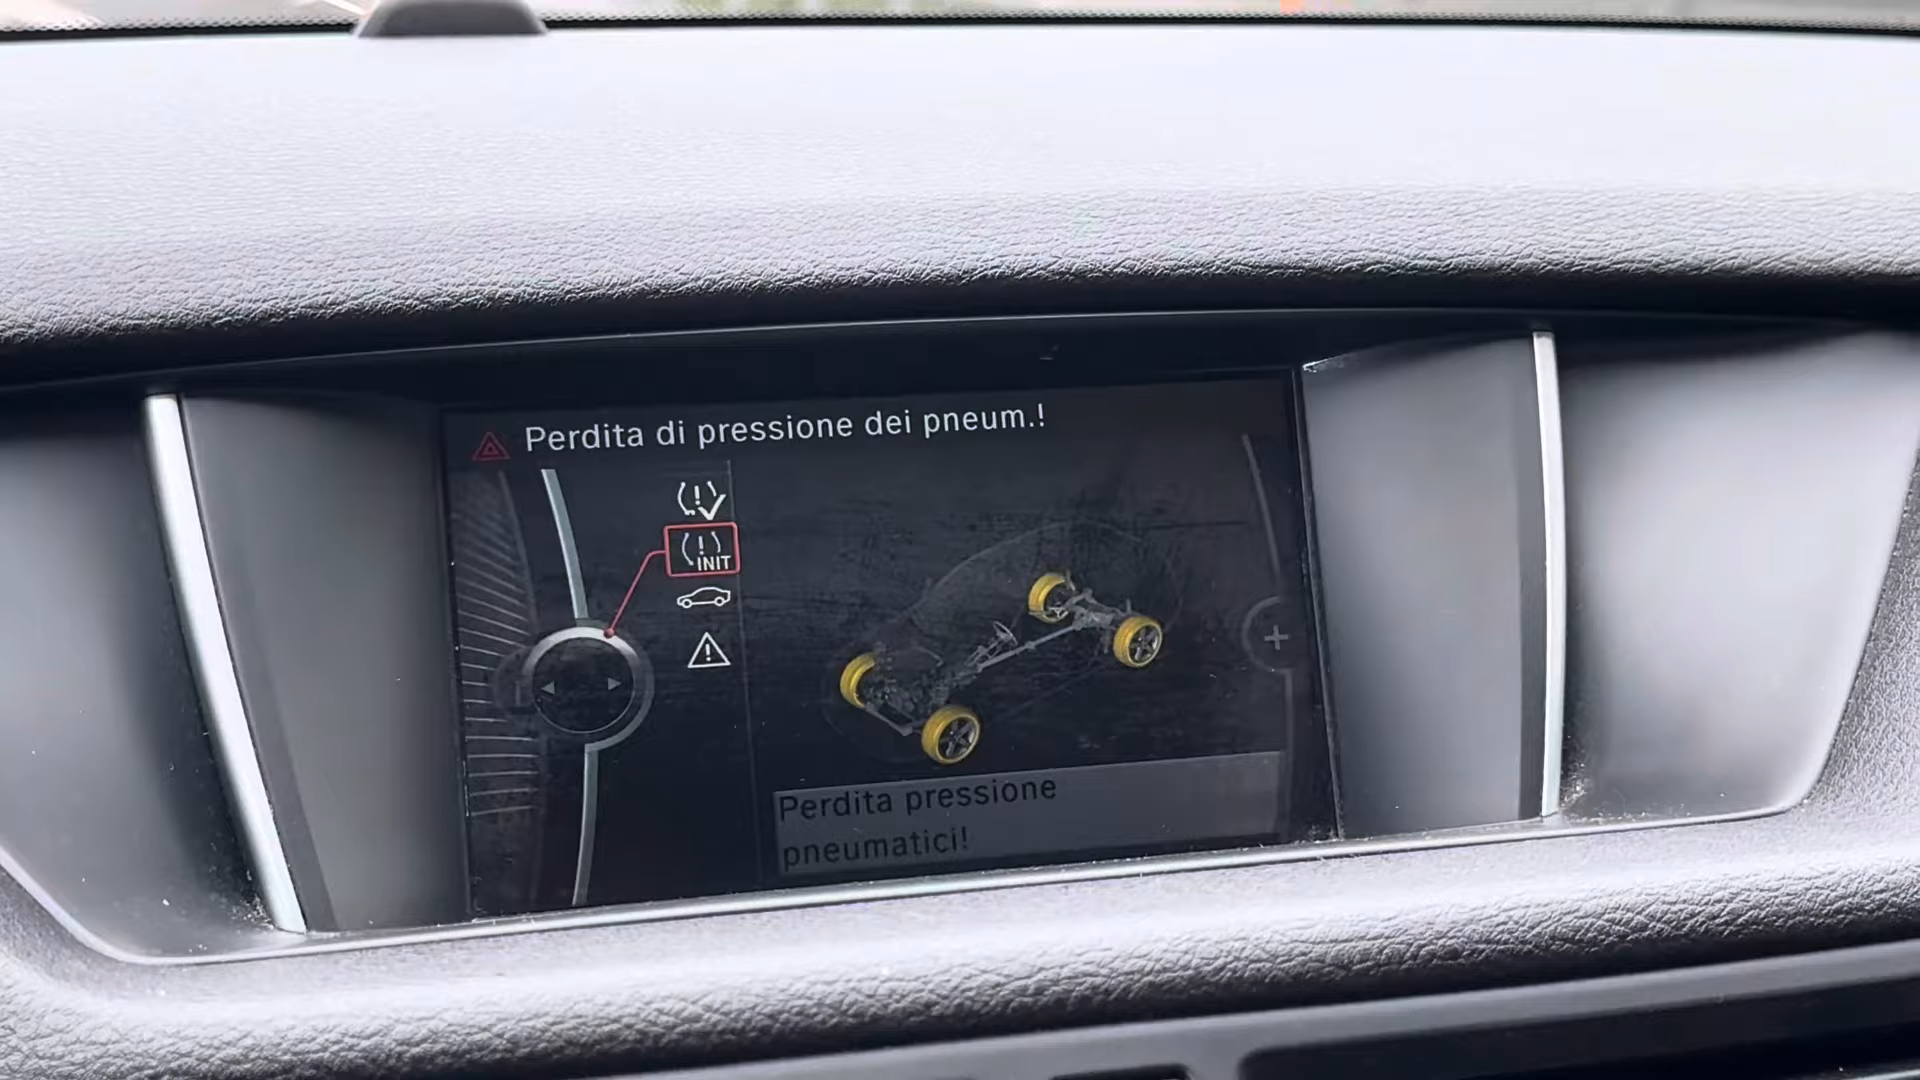 Perdita di pressione dei pneum.!
INIT
Perdita pressione
pneumatici!